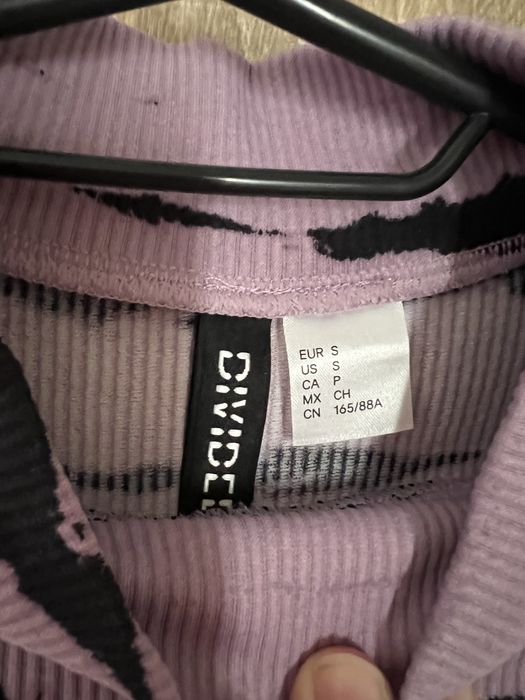 DIVIDE
EUR S
US S
CA P
MX CH
CN 165/88A